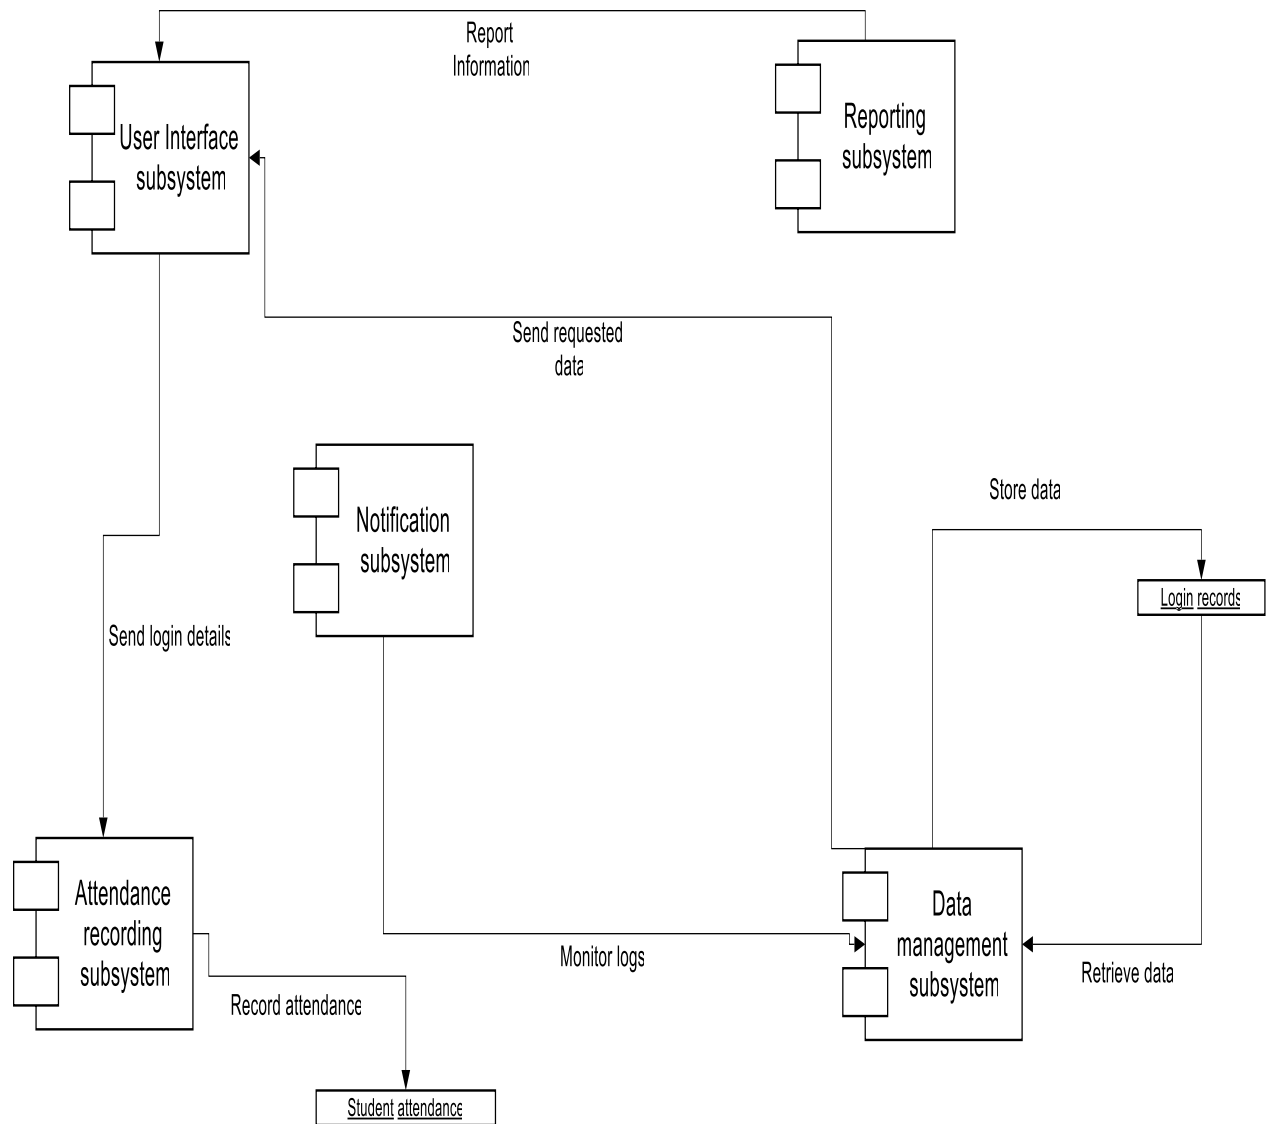 Report
Information
Reporting
subsystem
User Interface
subsystem
Send requested
data
Store data
Notification
subsystem
Login records
Send login details
Attendance
recording
subsystem
Data
management
subsystem
Monitor logs
Retrieve data
Record attendance
Student attendance